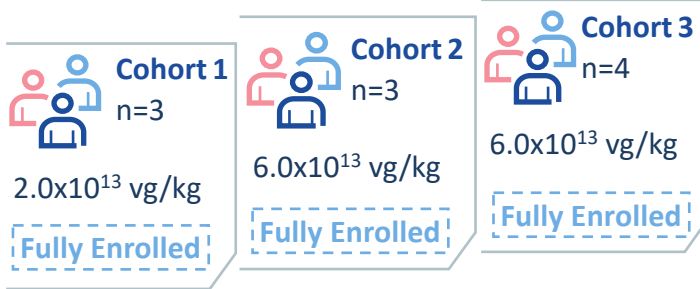 Cohort 1
n=3
2.0x10¹³ vg/kg
Fully Enrolled
Cohort 2
n=3
6.0x10¹³ vg/kg
Fully Enrolled
Cohort 3
n=4
6.0x10¹³ vg/kg
Fully Enrolled